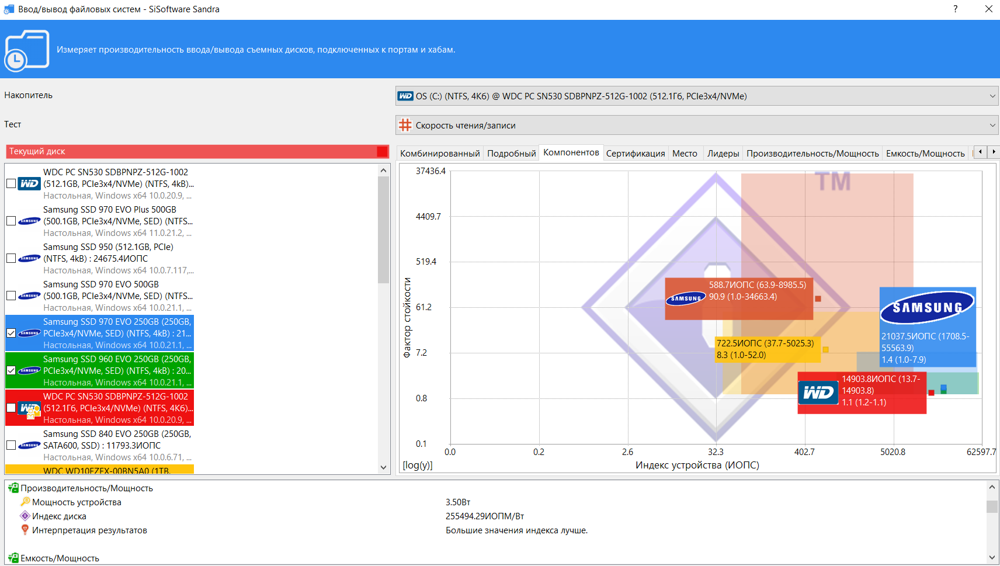 Ввод/вывод файловых систем - SiSoftware Sandra
?
Измеряет производительность ввода/вывода съемных дисков, подключенных к портам и хабам.
Накопитель
WD OS (C:) (NTFS, 4Кб) @ WDC PC SN530 SDBPNPZ-512G-1002 (512.1Гб, PCIe3x4/NVMe)
Тест
Скорость чтения/записи
Текущий диск
WD
WDC PC SN530 SDBPNPZ-512G-1002
(512.1GB, PCIe3x4/NVMe) (NTFS, 4kB)...
Настольная, Windows x64 10.0.20.9, ...
SAMSUNG
Samsung SSD 970 EVO Plus 500GB
(500.1GB, PCIe3x4/NVMe, SED) (NTFS...
Настольная, Windows x64 11.0.21.2, ...
SAMSUNG
Samsung SSD 950 (512.1GB, PCIe)
(NTFS, 4kB) : 24675.4ИОПС
Настольная, Windows x64 10.0.7.117,...
SAMSUNG
Samsung SSD 970 EVO 500GB
(500.1GB, PCIe3x4/NVMe, SED) (NTFS...
Настольная, Windows x64 10.0.21.1, ...
SAMSUNG
Samsung SSD 970 EVO 250GB (250GB,
PCIe3x4/NVMe, SED) (NTFS, 4kB) : 21...
Настольная, Windows x64 10.0.21.1, ...
SAMSUNG
Samsung SSD 960 EVO 250GB (250GB,
PCIe3x4/NVMe, SED) (NTFS, 4kB) : 20...
Настольная, Windows x64 10.0.21.1, ...
WD
WDC PC SN530 SDBPNPZ-512G-1002
(512.1Гб, PCIe3x4/NVMe) (NTFS, 4Кб)...
Настольная, Windows x64 10.0.20.9, ...
SAMSUNG
Samsung SSD 840 EVO 250GB (250GB,
SATA600, SSD) : 11793.3ИОПС
Настольная, Windows x64 10.0.6.71, ...
WDC WD10EZEX-00BN5A0 (1TB,
Комбинированный Подробный Компонентов Сертификация Место Лидеры Производительность/Мощность Емкость/Мощность
37436.4
4409.7
519.4
61.2
7.2
0.8
0.1
Фактор стойкости
TM
SAMSUNG
588.7ИОПС (63.9-8985.5)
90.9 (1.0-34663.4)
SAMSUNG
21037.5ИОПС (1708.5-
55563.9)
1.4 (1.0-7.9)
722.5ИОПС (37.7-5025.3)
8.3 (1.0-52.0)
WD
14903.8ИОПС (13.7-
14903.8)
1.1 (1.2-1.1)
0.0 0.2 2.6 32.3 402.7 5020.8 62597.7
[log(y)]
Индекс устройства (ИОПС)
Производительность/Мощность
Мощность устройства 3.50Вт
Индекс диска 255494.29ИОПМ/Вт
Интерпретация результатов Большие значения индекса лучше.
Емкость/Мощность